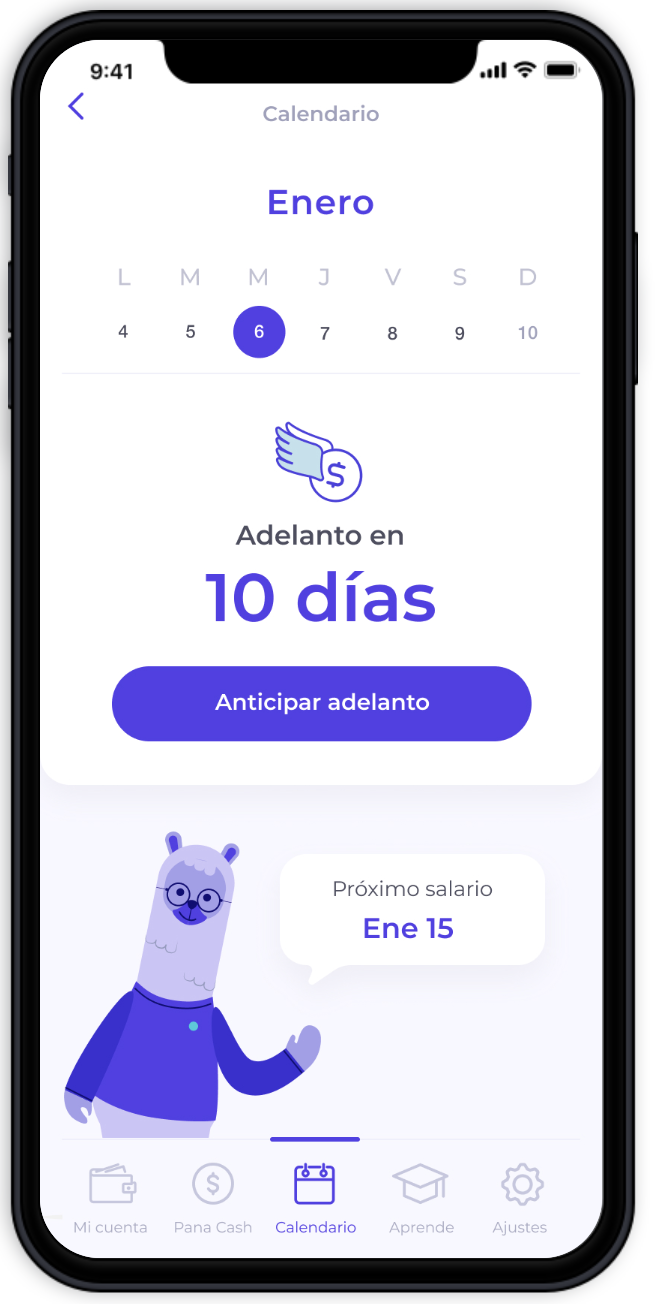 9:41
Calendario
Enero
L M M J V S D
4 5 6 7 8 9 10
$
Adelanto en
10 días
Anticipar adelanto
Próximo salario
Ene 15
$
Mi cuenta Pana Cash Calendario Aprende Ajustes